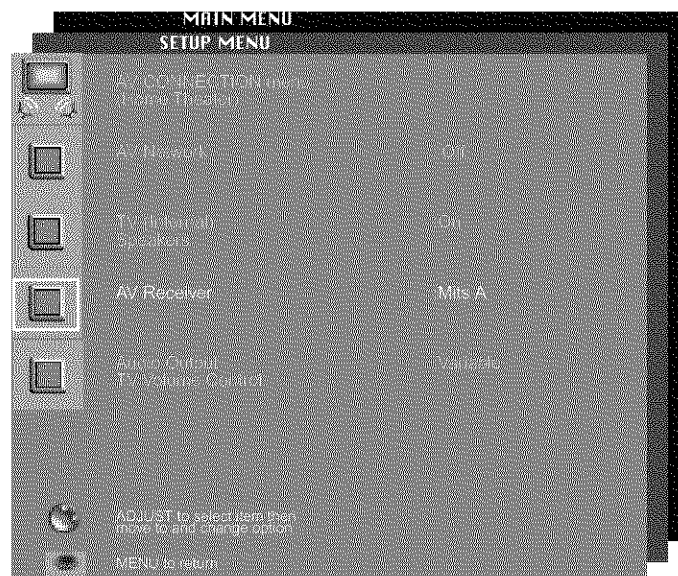 MAIN MENU
SETUP MENU
AV CONNECTION menu
(Home Theater)
AV Network Off
TV (Internal) On
Speakers
AV Receiver Mits A
Audio Output Variable
TV Volume Control
ADJUST to select item then
move to and change option
MENU to return